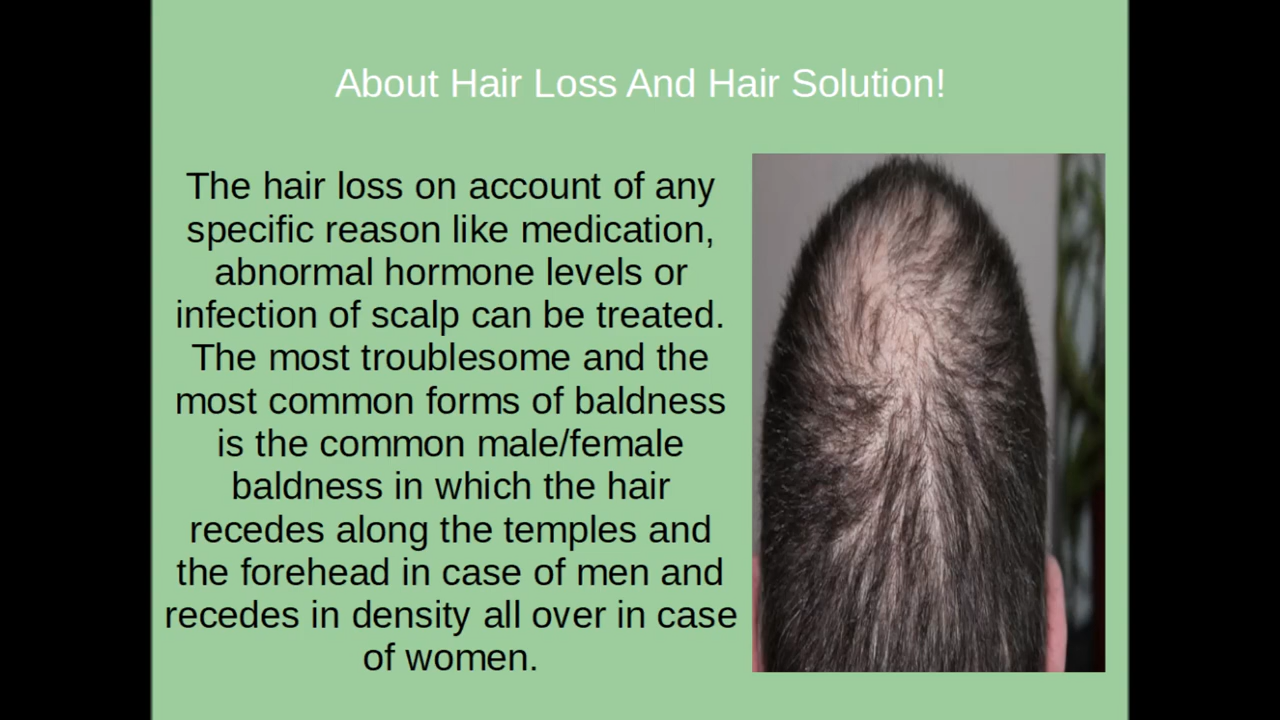 About Hair Loss And Hair Solution!
The hair loss on account of any
specific reason like medication,
abnormal hormone levels or
infection of scalp can be treated.
The most troublesome and the
most common forms of baldness
is the common male/female
baldness in which the hair
recedes along the temples and
the forehead in case of men and
recedes in density all over in case
of women.